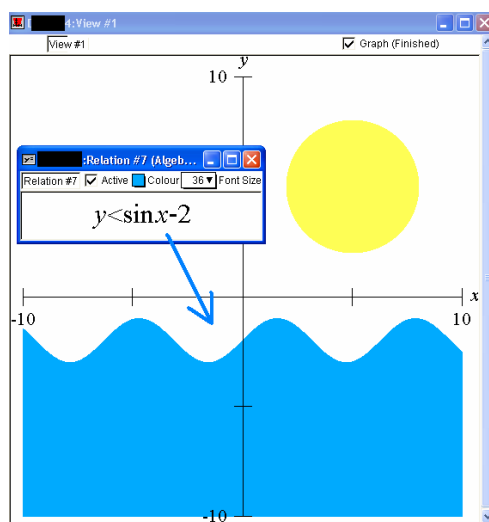 4:View #1
View #1
Graph (Finished)
y
10
:Relation #7 (Algeb...
Relation #7 Active Colour 36 Font Size
y<sinx-2
x
-10
10
-10